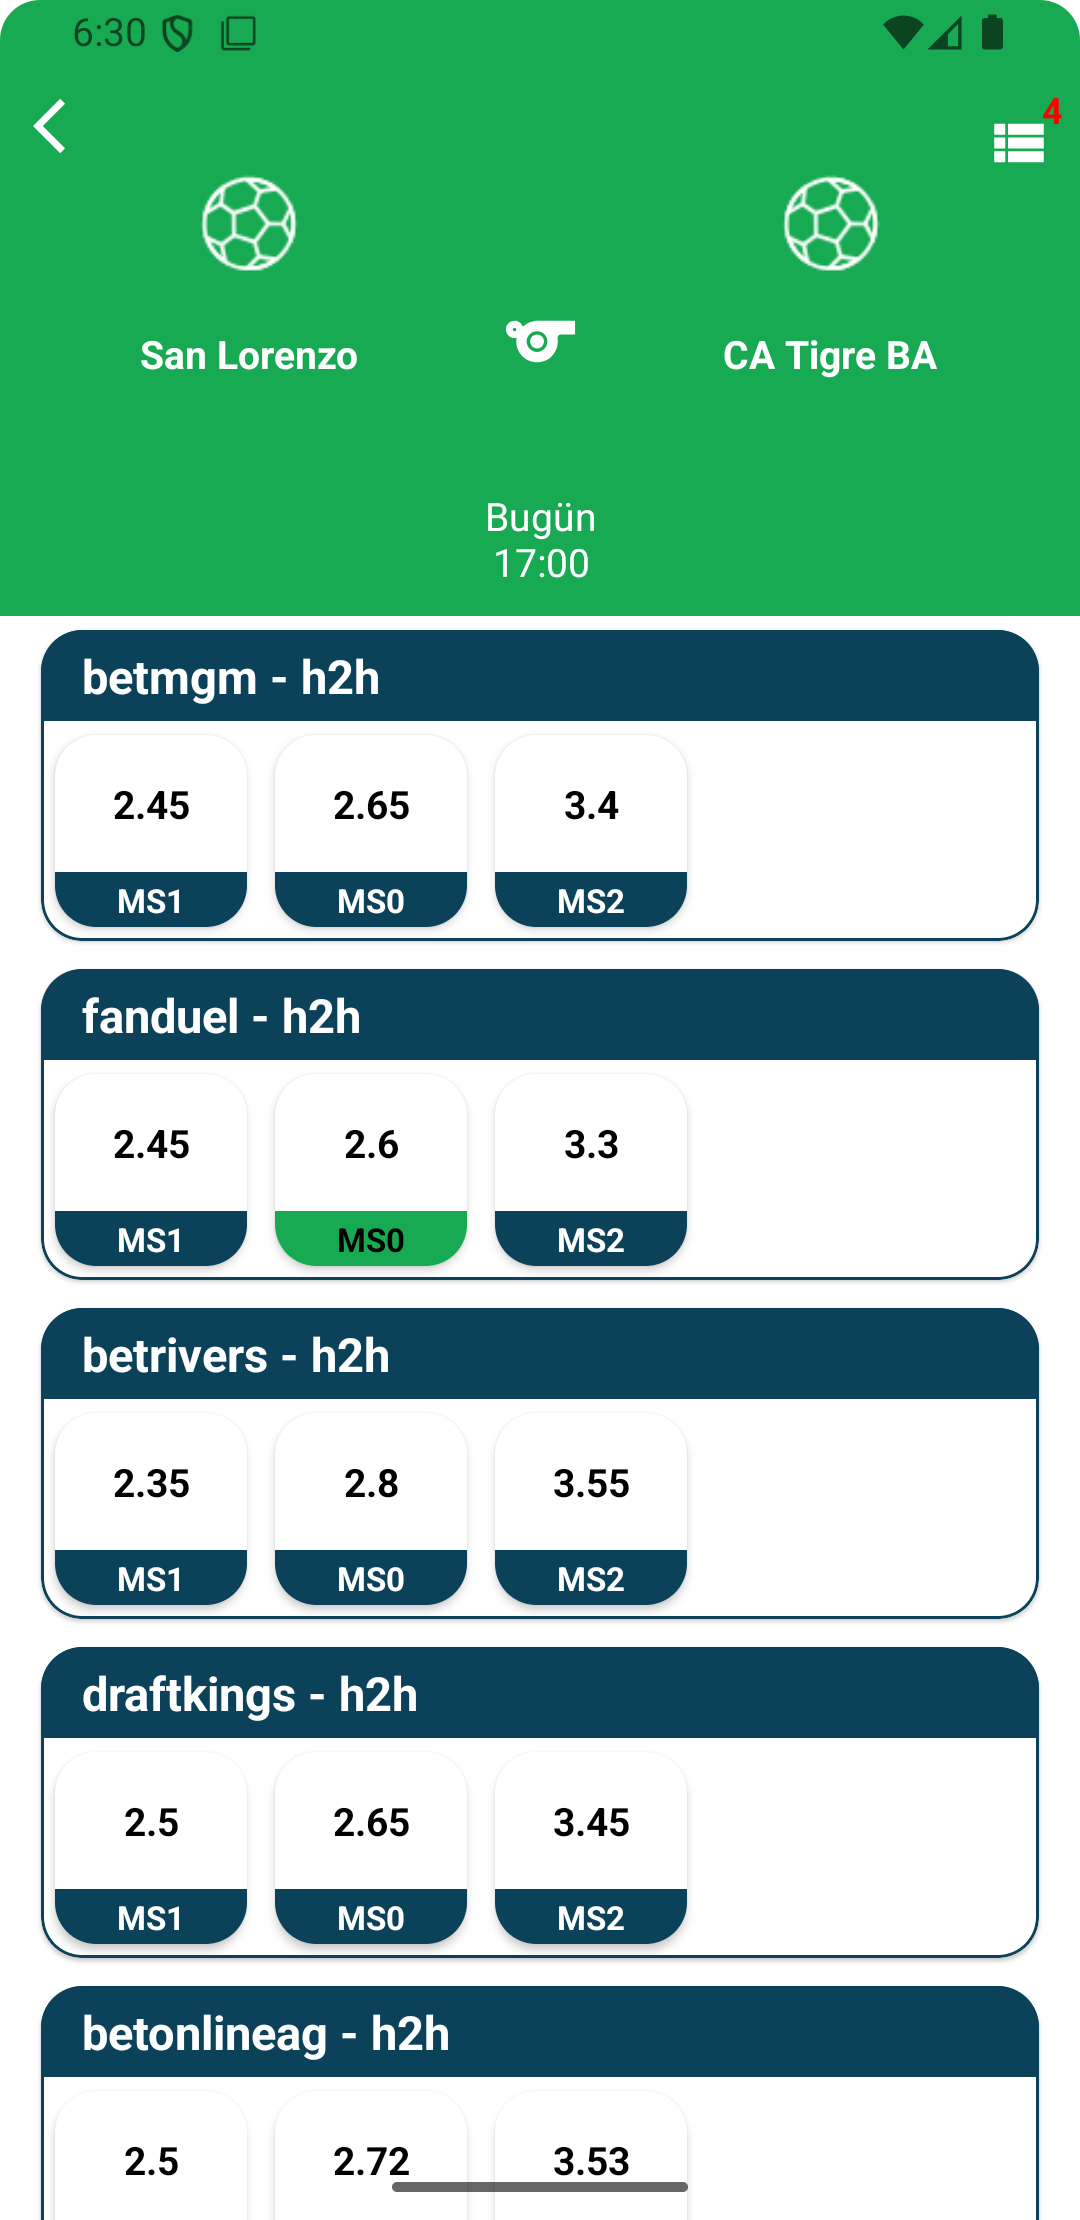 6:30
4
San Lorenzo
CA Tigre BA
Bugün
17:00
betmgm - h2h
2.45 2.65 3.4
MS1 MS0 MS2
fanduel - h2h
2.45 2.6 3.3
MS1 MS0 MS2
betrivers - h2h
2.35 2.8 3.55
MS1 MS0 MS2
draftkings - h2h
2.5 2.65 3.45
MS1 MS0 MS2
betonlineag - h2h
2.5 2.72 3.53